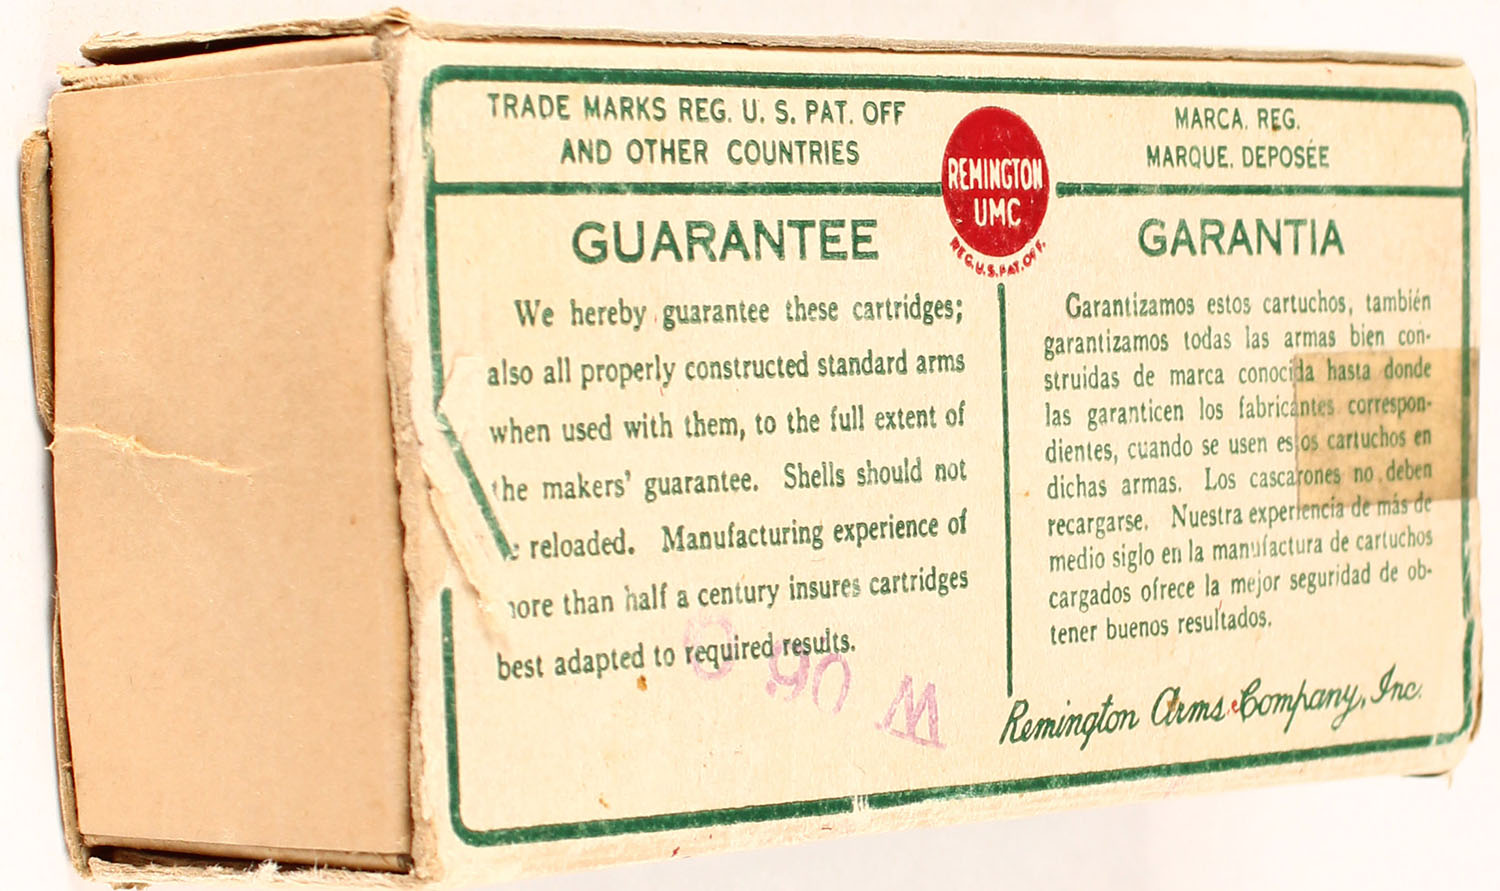 TRADE MARKS REG. U. S. PAT. OFF
AND OTHER COUNTRIES
REMINGTON
UMC
REG. U.S. PAT. OFF.
MARCA. REG.
MARQUE. DEPOSÉE
GUARANTEE
We hereby guarantee these cartridges;
also all properly constructed standard arms
when used with them, to the full extent of
the makers' guarantee. Shells should not
reloaded. Manufacturing experience of
ore than half a century insures cartridges
best adapted to required results.
GARANTIA
Garantizamos estos cartuchos, también
garantizamos todas las armas bien con-
struidas de marca conocida hasta donde
las garanticen los fabricantes correspon-
dientes, cuando se usen estos cartuchos en
dichas armas. Los cascarones no deben
recargarse. Nuestra experiencia de más de
medio siglo en la manufactura de cartuchos
cargados ofrece la mejor seguridad de ob-
tener buenos resultados.
Remington Arms Company, Inc.